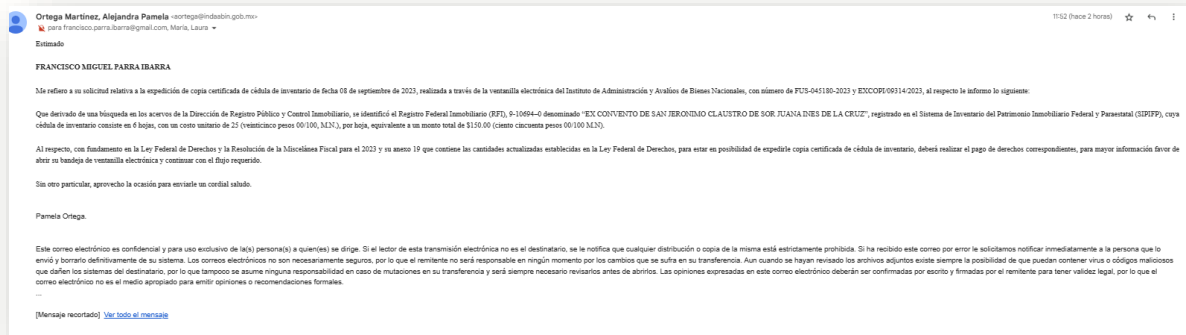 Ortega Martínez, Alejandra Pamela <aortega@indaabin.gob.mx>
11:52 (hace 2 horas)
para francisco.parra.ibarra@gmail.com, María, Laura
Estimado
FRANCISCO MIGUEL PARRA IBARRA
Me refiero a su solicitud relativa a la expedición de copia certificada de cédula de inventario de fecha 08 de septiembre de 2023, realizada a través de la ventanilla electrónica del Instituto de Administración y Avalúos de Bienes Nacionales, con número de FUS-045180-2023 y EXCOPI/09314/2023, al respecto le informo lo siguiente:
Que derivado de una búsqueda en los acervos de la Dirección de Registro Público y Control Inmobiliario, se identificó el Registro Federal Inmobiliario (RFI), 9-10694–0 denominado “EX CONVENTO DE SAN JERONIMO CLAUSTRO DE SOR JUANA INES DE LA CRUZ”, registrado en el Sistema de Inventario del Patrimonio Inmobiliario Federal y Paraestatal (SIPIFP), cuya
cédula de inventario consiste en 6 hojas, con un costo unitario de 25 (veinticinco pesos 00/100, M.N.), por hoja, equivalente a un monto total de $150.00 (ciento cincuenta pesos 00/100 M.N).
Al respecto, con fundamento en la Ley Federal de Derechos y la Resolución de la Miscelánea Fiscal para el 2023 y su anexo 19 que contiene las cantidades actualizadas establecidas en la Ley Federal de Derechos, para estar en posibilidad de expedirle copia certificada de cédula de inventario, deberá realizar el pago de derechos correspondientes, para mayor información favor de
abrir su bandeja de ventanilla electrónica y continuar con el flujo requerido.
Sin otro particular, aprovecho la ocasión para enviarle un cordial saludo.
Pamela Ortega.
Este correo electrónico es confidencial y para uso exclusivo de la(s) persona(s) a quien(es) se dirige. Si el lector de esta transmisión electrónica no es el destinatario, se le notifica que cualquier distribución o copia de la misma está estrictamente prohibida. Si ha recibido este correo por error le solicitamos notificar inmediatamente a la persona que lo
envió y borrarlo definitivamente de su sistema. Los correos electrónicos no son necesariamente seguros, por lo que el remitente no será responsable en ningún momento por los cambios que se sufra en su transferencia. Aun cuando se hayan revisado los archivos adjuntos existe siempre la posibilidad de que puedan contener virus o códigos maliciosos
que dañen los sistemas del destinatario, por lo que tampoco se asume ninguna responsabilidad en caso de mutaciones en su transferencia y será siempre necesario revisarlos antes de abrirlos. Las opiniones expresadas en este correo electrónico deberán ser confirmadas por escrito y firmadas por el remitente para tener validez legal, por lo que el
correo electrónico no es el medio apropiado para emitir opiniones o recomendaciones formales.
...
[Mensaje recortado] Ver todo el mensaje